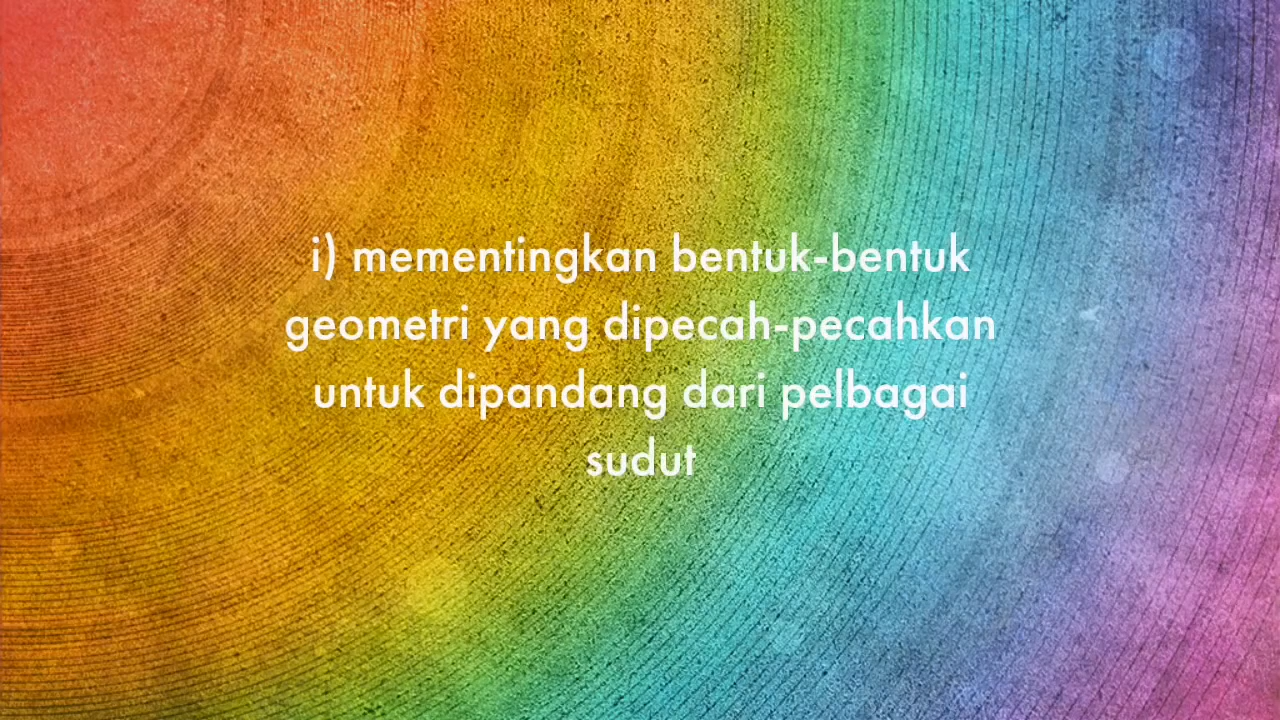 i) mementingkan bentuk-bentuk
geometri yang dipecah-pecahkan
untuk dipandang dari pelbagai
sudut